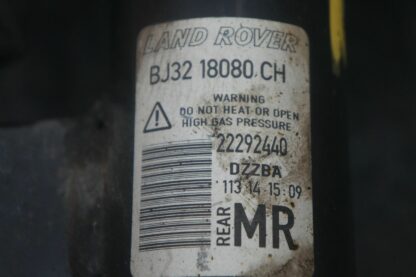 LAND ROVER
BJ32 18080 CH
WARNING
DO NOT HEAT OR OPEN
HIGH GAS PRESSURE
22292440
DZZBA
113 14 15:09
REAR MR